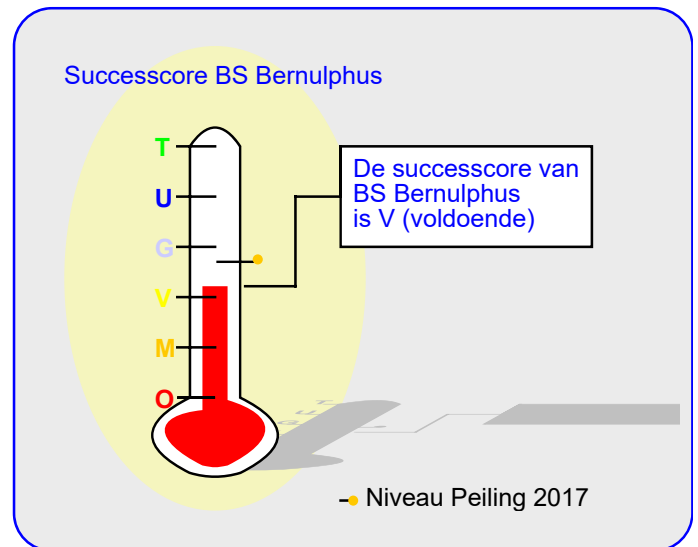 Successcore BS Bernulphus
T
U
G
V
M
O
De successcore van
BS Bernulphus
is V (voldoende)
Niveau Peiling 2017